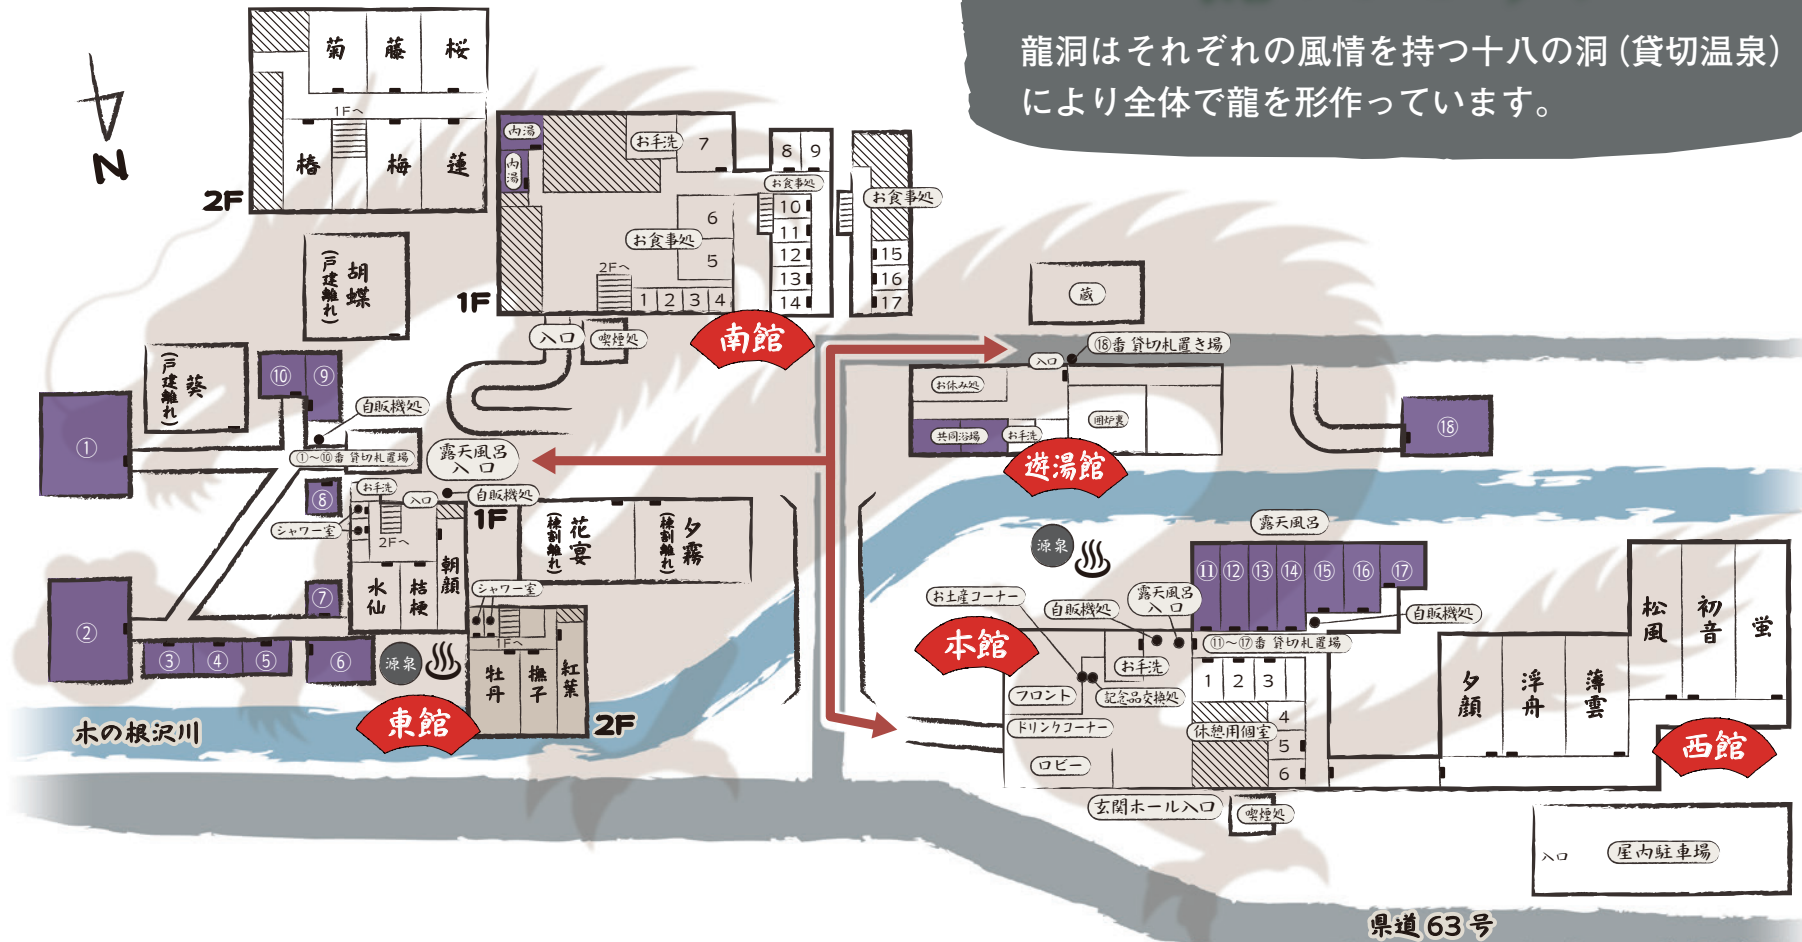 龍洞はそれぞれの風情を持つ十八の洞（貸切温泉）
により全体で龍を形作っています。
N
菊
藤
桜
1Fへ
椿
梅
蓮
2F
胡蝶
（戸建離れ）
葵
（戸建離れ）
内湯
内湯
お手洗
7
8
9
お食事処
10
11
12
13
14
お食事処
15
16
17
6
5
お食事処
2Fへ
1
2
3
4
1F
入口
喫煙処
南館
蔵
⑱番 貸切札置き場
入口
お休み処
共同浴場
お手洗
囲炉裏
遊湯館
⑱
①
⑩
⑨
自販機処
①～⑩番 貸切札置場
露天風呂
入口
⑧
お手洗
入口
自販機処
シャワー室
2Fへ
1F
朝顔
水仙
桔梗
花宴
（棟割離れ）
夕霧
（棟割離れ）
②
⑦
③
④
⑤
⑥
源泉
シャワー室
1Fへ
牡丹
撫子
紅葉
2F
東館
木の根沢川
源泉
露天風呂
⑪
⑫
⑬
⑭
⑮
⑯
⑰
自販機処
お土産コーナー
自販機処
露天風呂
入口
⑪～⑰番 貸切札置場
本館
お手洗
フロント
記念品交換処
ドリンクコーナー
ロビー
1
2
3
4
5
6
休憩用個室
玄関ホール入口
喫煙処
夕顔
浮舟
薄雲
松風
初音
蛍
西館
入口
屋内駐車場
県道 63 号